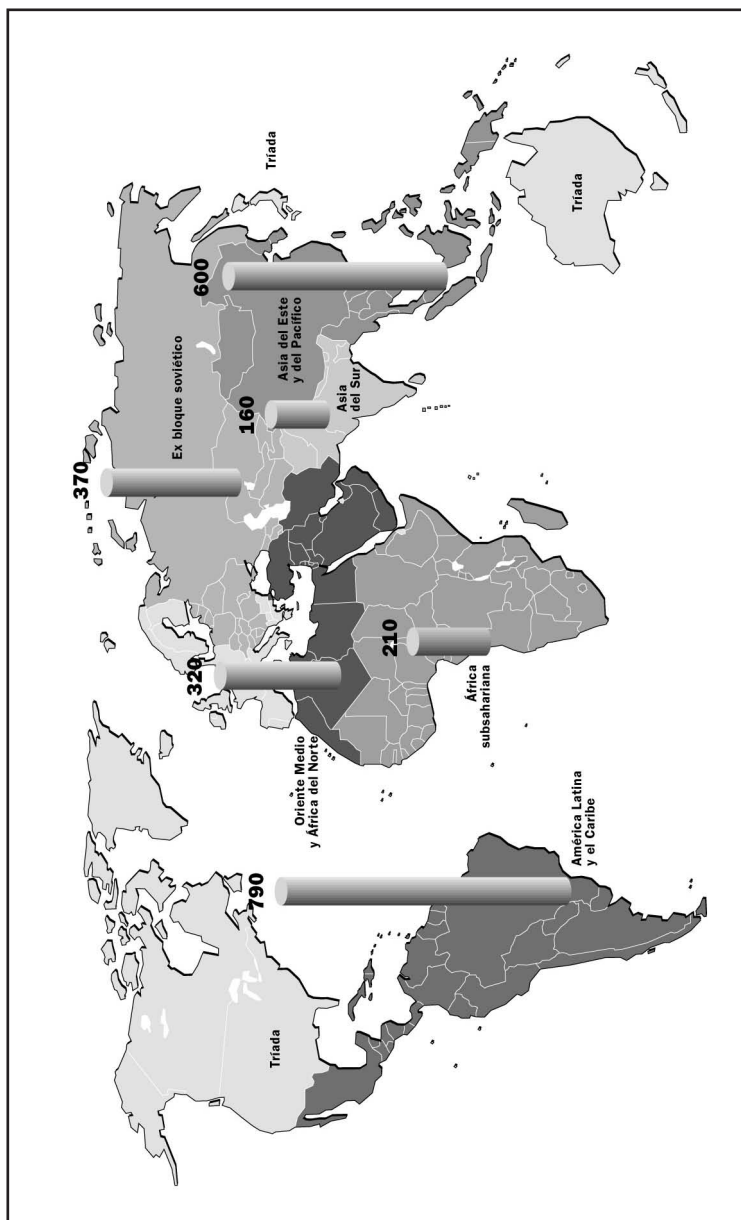 370
Ex bloque soviético
600
Tríada
160
Asia del Este
y del Pacífico
Asia
del Sur
Tríada
320
Oriente Medio
y África del Norte
210
África
subsahariana
790
Tríada
América Latina
y el Caribe